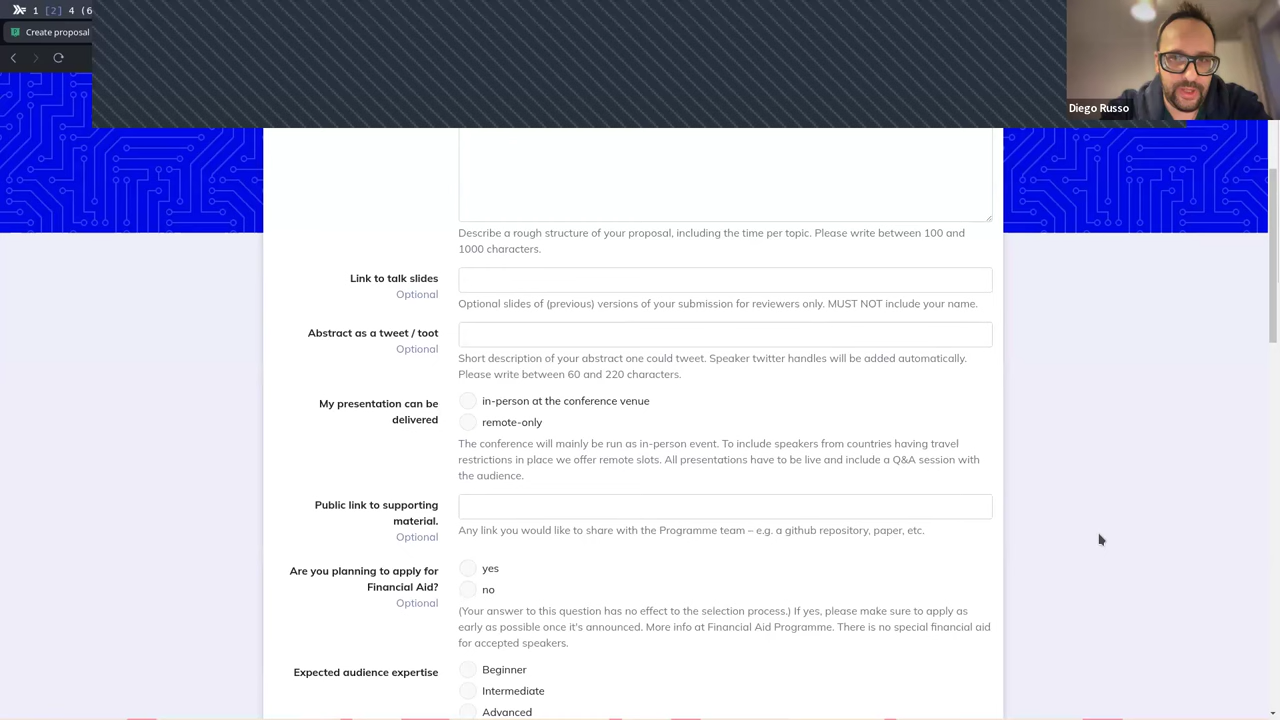 1 [2] 4 (6
Create proposal
Diego Russo
Describe a rough structure of your proposal, including the time per topic. Please write between 100 and
1000 characters.
Link to talk slides
Optional
Optional slides of (previous) versions of your submission for reviewers only. MUST NOT include your name.
Abstract as a tweet / toot
Optional
Short description of your abstract one could tweet. Speaker twitter handles will be added automatically.
Please write between 60 and 220 characters.
My presentation can be
delivered
in-person at the conference venue
remote-only
The conference will mainly be run as in-person event. To include speakers from countries having travel
restrictions in place we offer remote slots. All presentations have to be live and include a Q&A session with
the audience.
Public link to supporting
material.
Optional
Any link you would like to share with the Programme team – e.g. a github repository, paper, etc.
Are you planning to apply for
Financial Aid?
Optional
yes
no
(Your answer to this question has no effect to the selection process.) If yes, please make sure to apply as
early as possible once it's announced. More info at Financial Aid Programme. There is no special financial aid
for accepted speakers.
Expected audience expertise
Beginner
Intermediate
Advanced